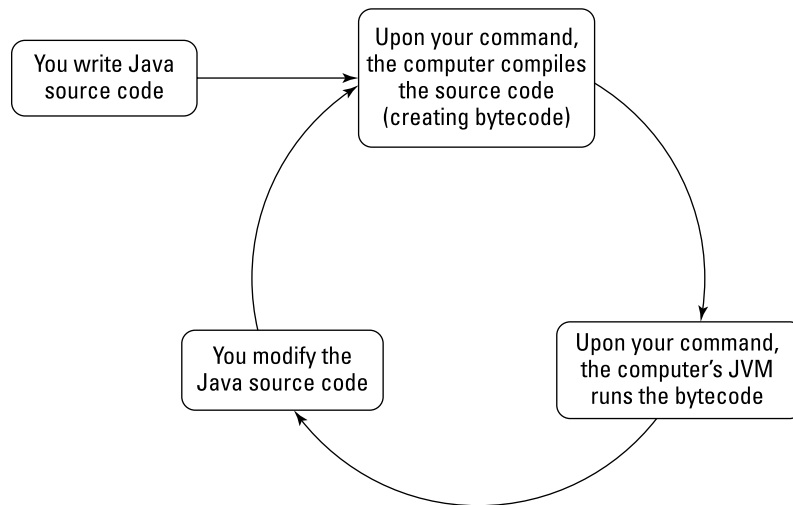 You write Java
source code
Upon your command,
the computer compiles
the source code
(creating bytecode)
You modify the
Java source code
Upon your command,
the computer’s JVM
runs the bytecode